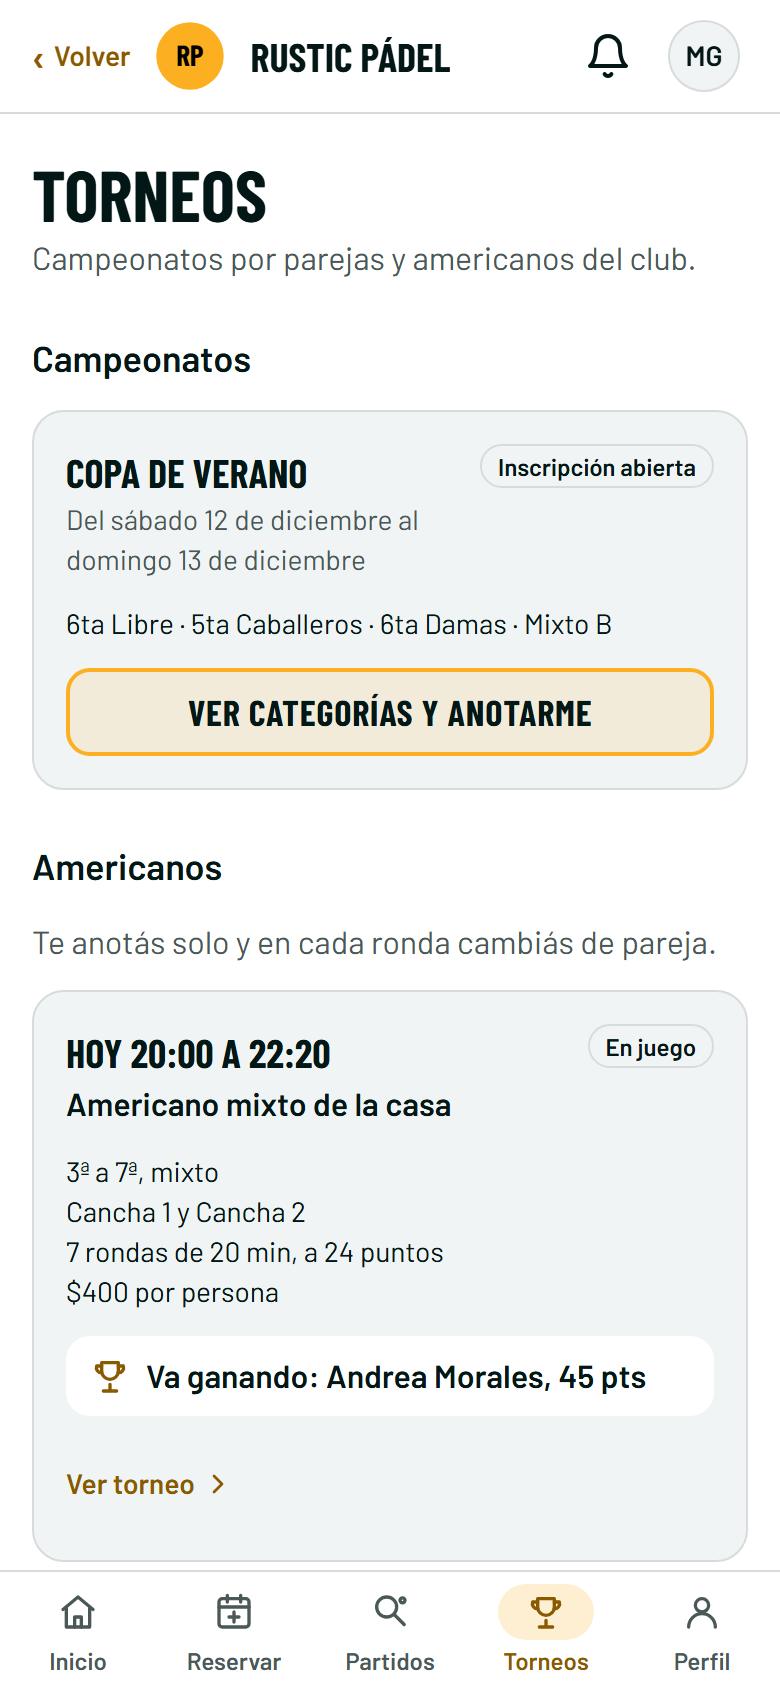 ‹ Volver RP RUSTIC PÁDEL MG
TORNEOS
Campeonatos por parejas y americanos del club.
Campeonatos
COPA DE VERANO Inscripción abierta
Del sábado 12 de diciembre al
domingo 13 de diciembre
6ta Libre · 5ta Caballeros · 6ta Damas · Mixto B
VER CATEGORÍAS Y ANOTARME
Americanos
Te anotás solo y en cada ronda cambiás de pareja.
HOY 20:00 A 22:20 En juego
Americano mixto de la casa
3ª a 7ª, mixto
Cancha 1 y Cancha 2
7 rondas de 20 min, a 24 puntos
$400 por persona
Va ganando: Andrea Morales, 45 pts
Ver torneo >
Inicio Reservar Partidos Torneos Perfil